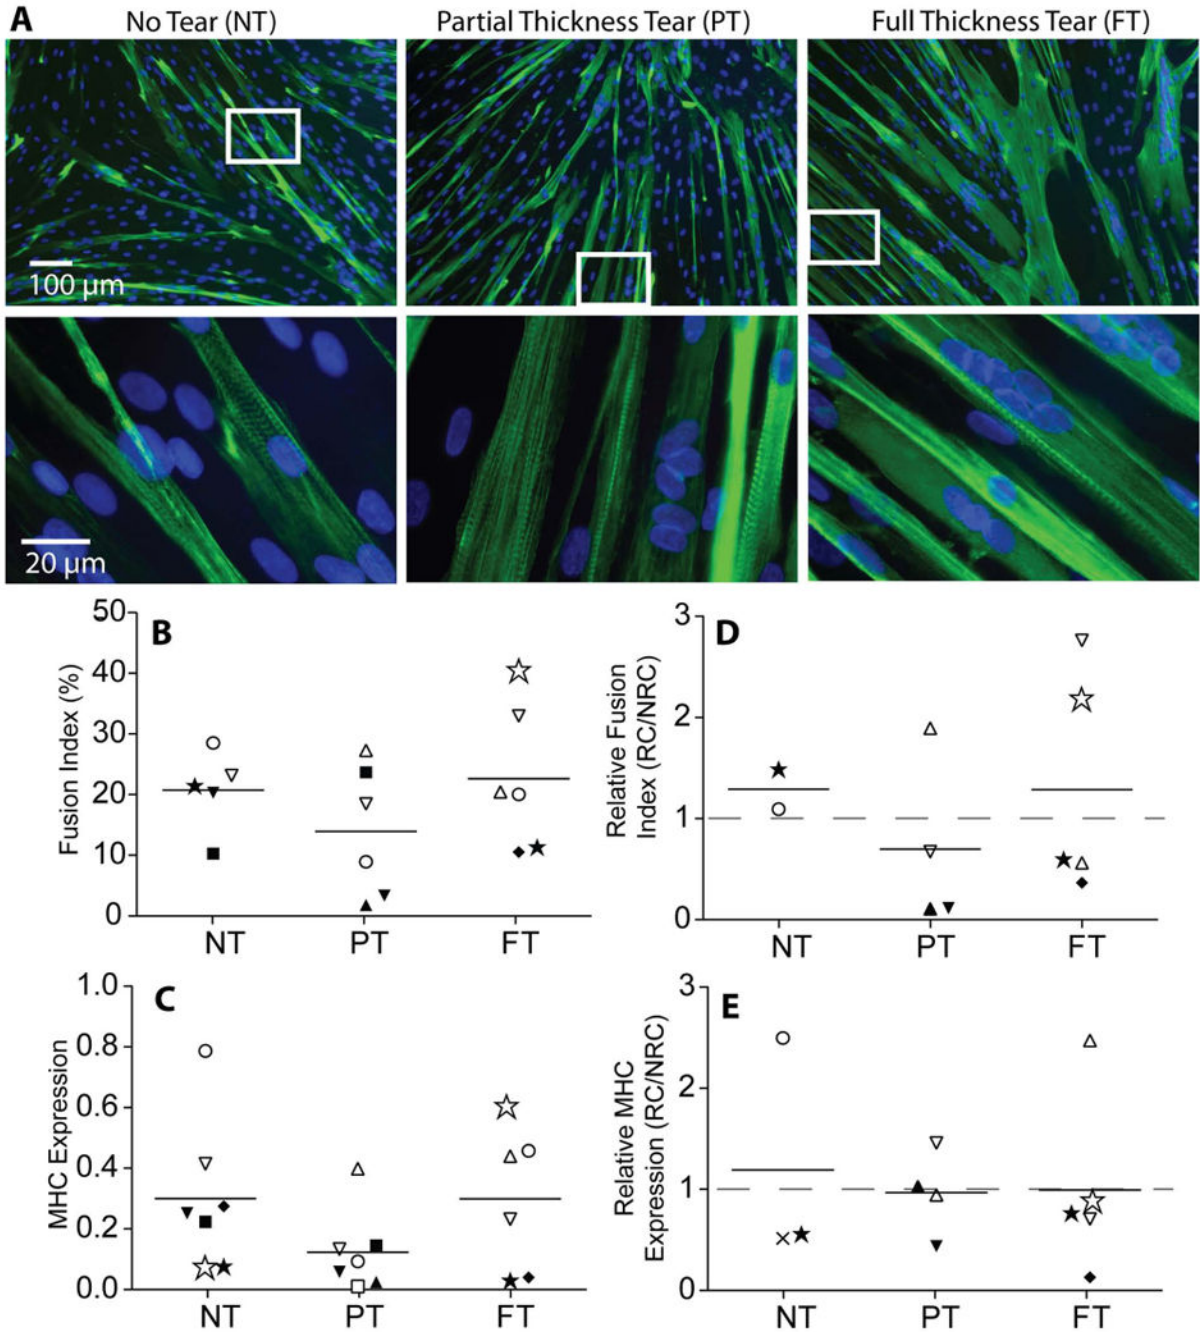 A
No Tear (NT)
Partial Thickness Tear (PT)
Full Thickness Tear (FT)
100 µm
20 µm
B
Fusion Index (%)
50
40
30
20
10
0
NT
PT
FT
D
Relative Fusion
Index (RC/NRC)
3
2
1
0
NT
PT
FT
C
MHC Expression
1.0
0.8
0.6
0.4
0.2
0.0
NT
PT
FT
E
Relative MHC
Expression (RC/NRC)
3
2
1
0
NT
PT
FT